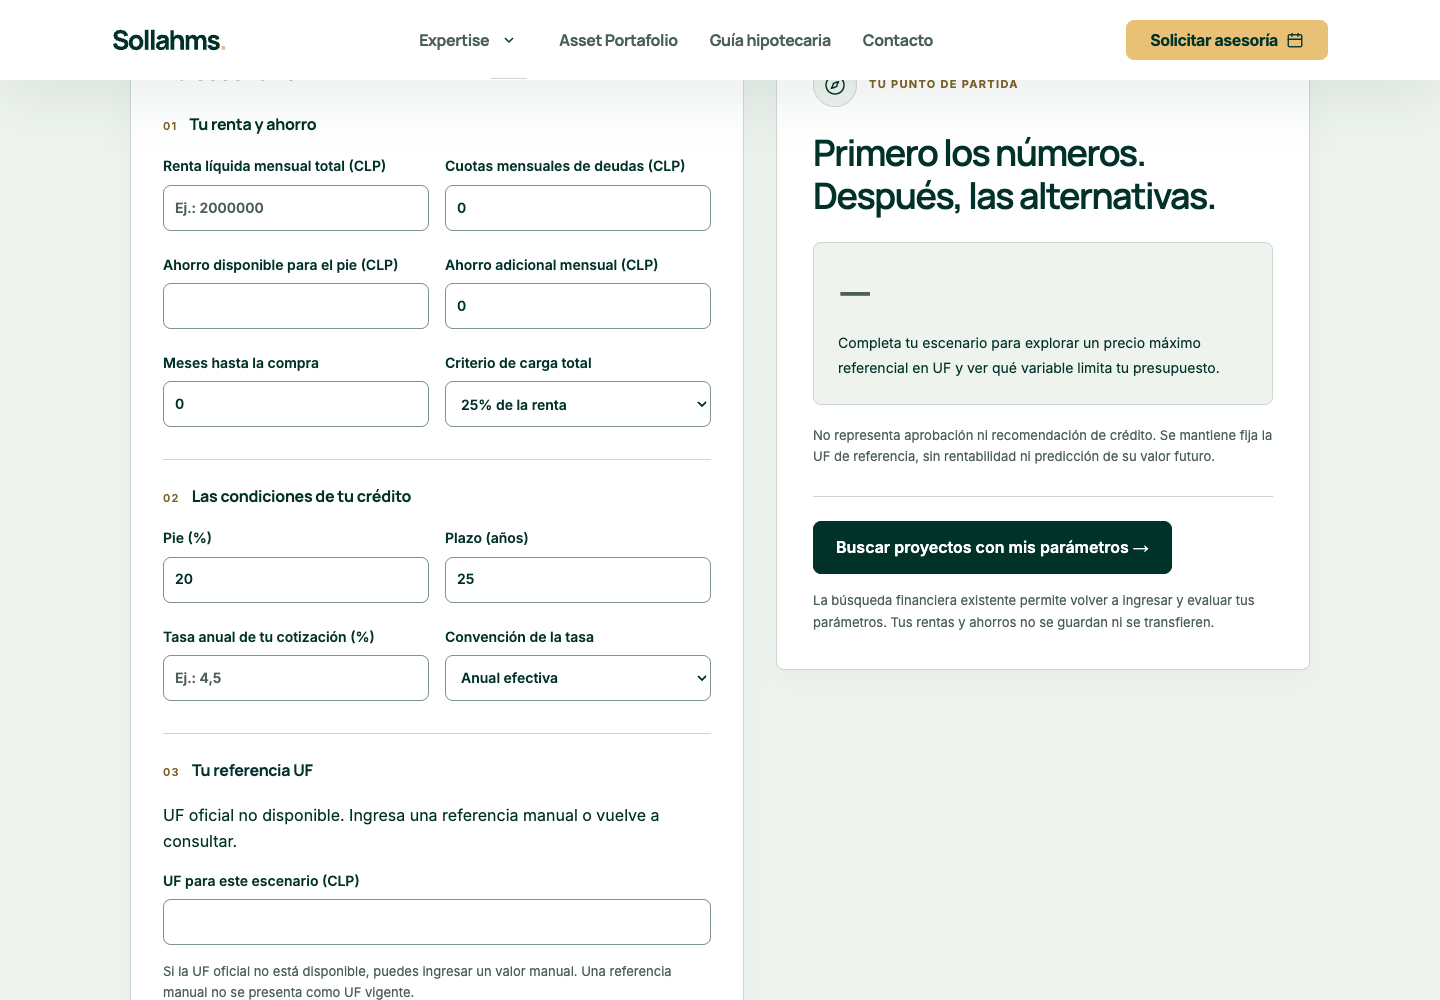 Sollahms.
Expertise
Asset Portafolio
Guía hipotecaria
Contacto
Solicitar asesoría
01 Tu renta y ahorro
Renta líquida mensual total (CLP)
Cuotas mensuales de deudas (CLP)
Ej.: 2000000
0
Ahorro disponible para el pie (CLP)
Ahorro adicional mensual (CLP)
0
Meses hasta la compra
Criterio de carga total
0
25% de la renta
02 Las condiciones de tu crédito
Pie (%)
Plazo (años)
20
25
Tasa anual de tu cotización (%)
Convención de la tasa
Ej.: 4,5
Anual efectiva
03 Tu referencia UF
UF oficial no disponible. Ingresa una referencia manual o vuelve a
consultar.
UF para este escenario (CLP)
Si la UF oficial no está disponible, puedes ingresar un valor manual. Una referencia
manual no se presenta como UF vigente.
TU PUNTO DE PARTIDA
Primero los números.
Después, las alternativas.
—
Completa tu escenario para explorar un precio máximo
referencial en UF y ver qué variable limita tu presupuesto.
No representa aprobación ni recomendación de crédito. Se mantiene fija la
UF de referencia, sin rentabilidad ni predicción de su valor futuro.
Buscar proyectos con mis parámetros →
La búsqueda financiera existente permite volver a ingresar y evaluar tus
parámetros. Tus rentas y ahorros no se guardan ni se transfieren.